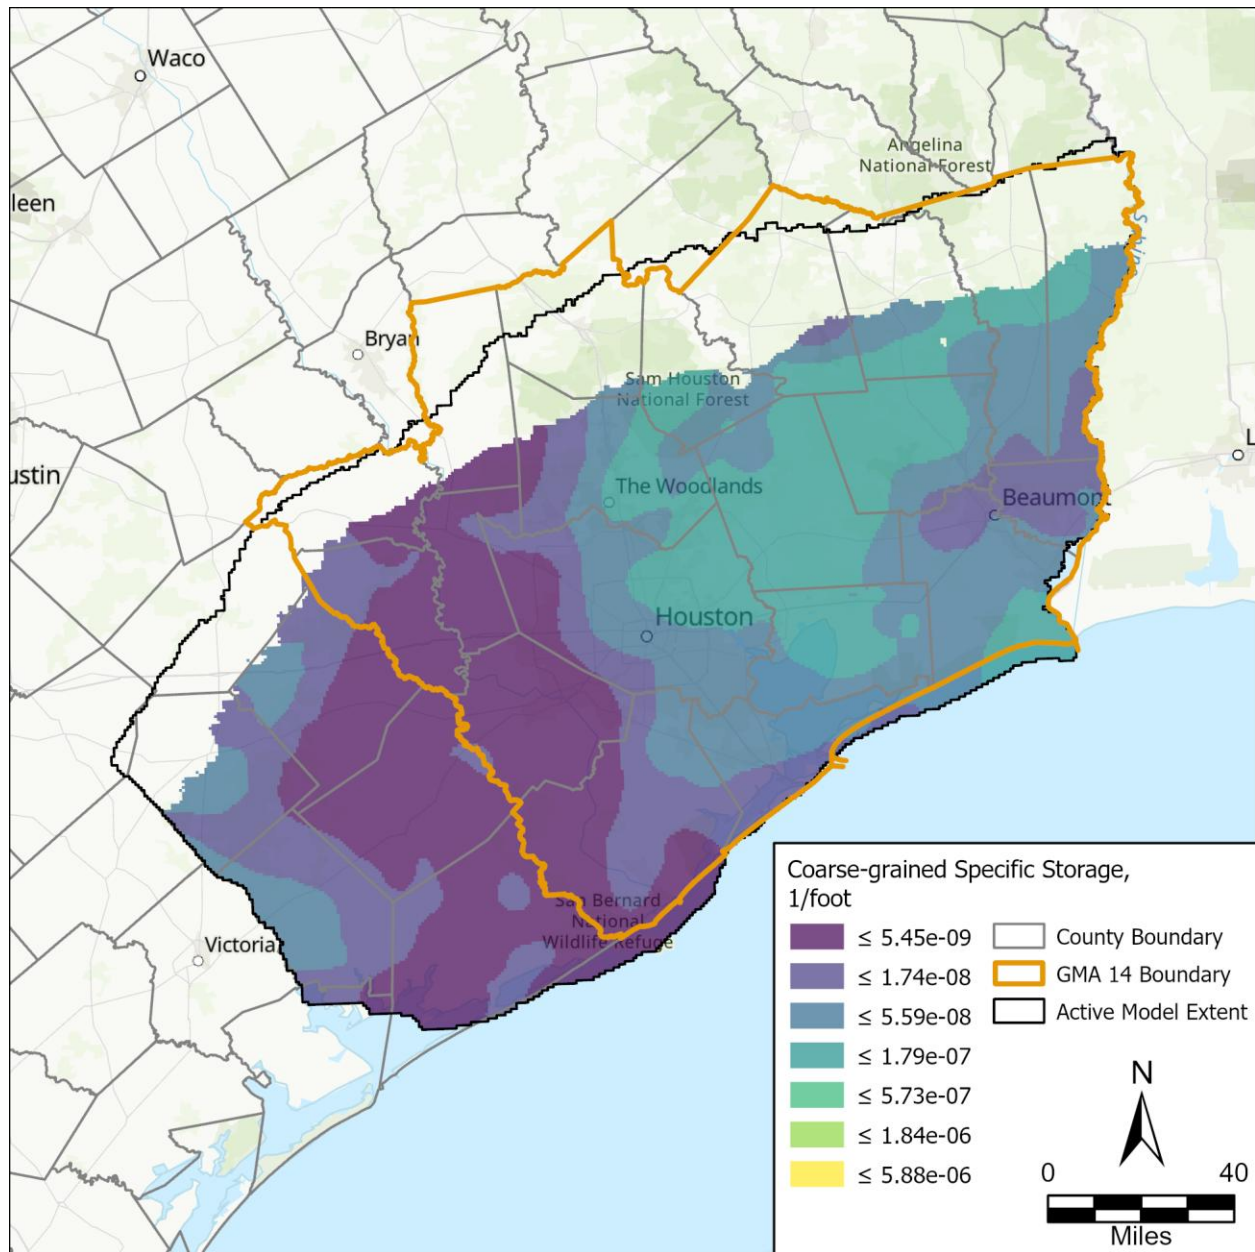 Waco
Angelina
National Forest
leen
Sabine
Bryan
Sam Houston
National Forest
L
ustin
The Woodlands
Beaumont
Houston
San Bernard
National
Wildlife Refuge
Victoria
Coarse-grained Specific Storage,
1/foot
≤ 5.45e-09
≤ 1.74e-08
≤ 5.59e-08
≤ 1.79e-07
≤ 5.73e-07
≤ 1.84e-06
≤ 5.88e-06
County Boundary
GMA 14 Boundary
Active Model Extent
N
0 40
Miles